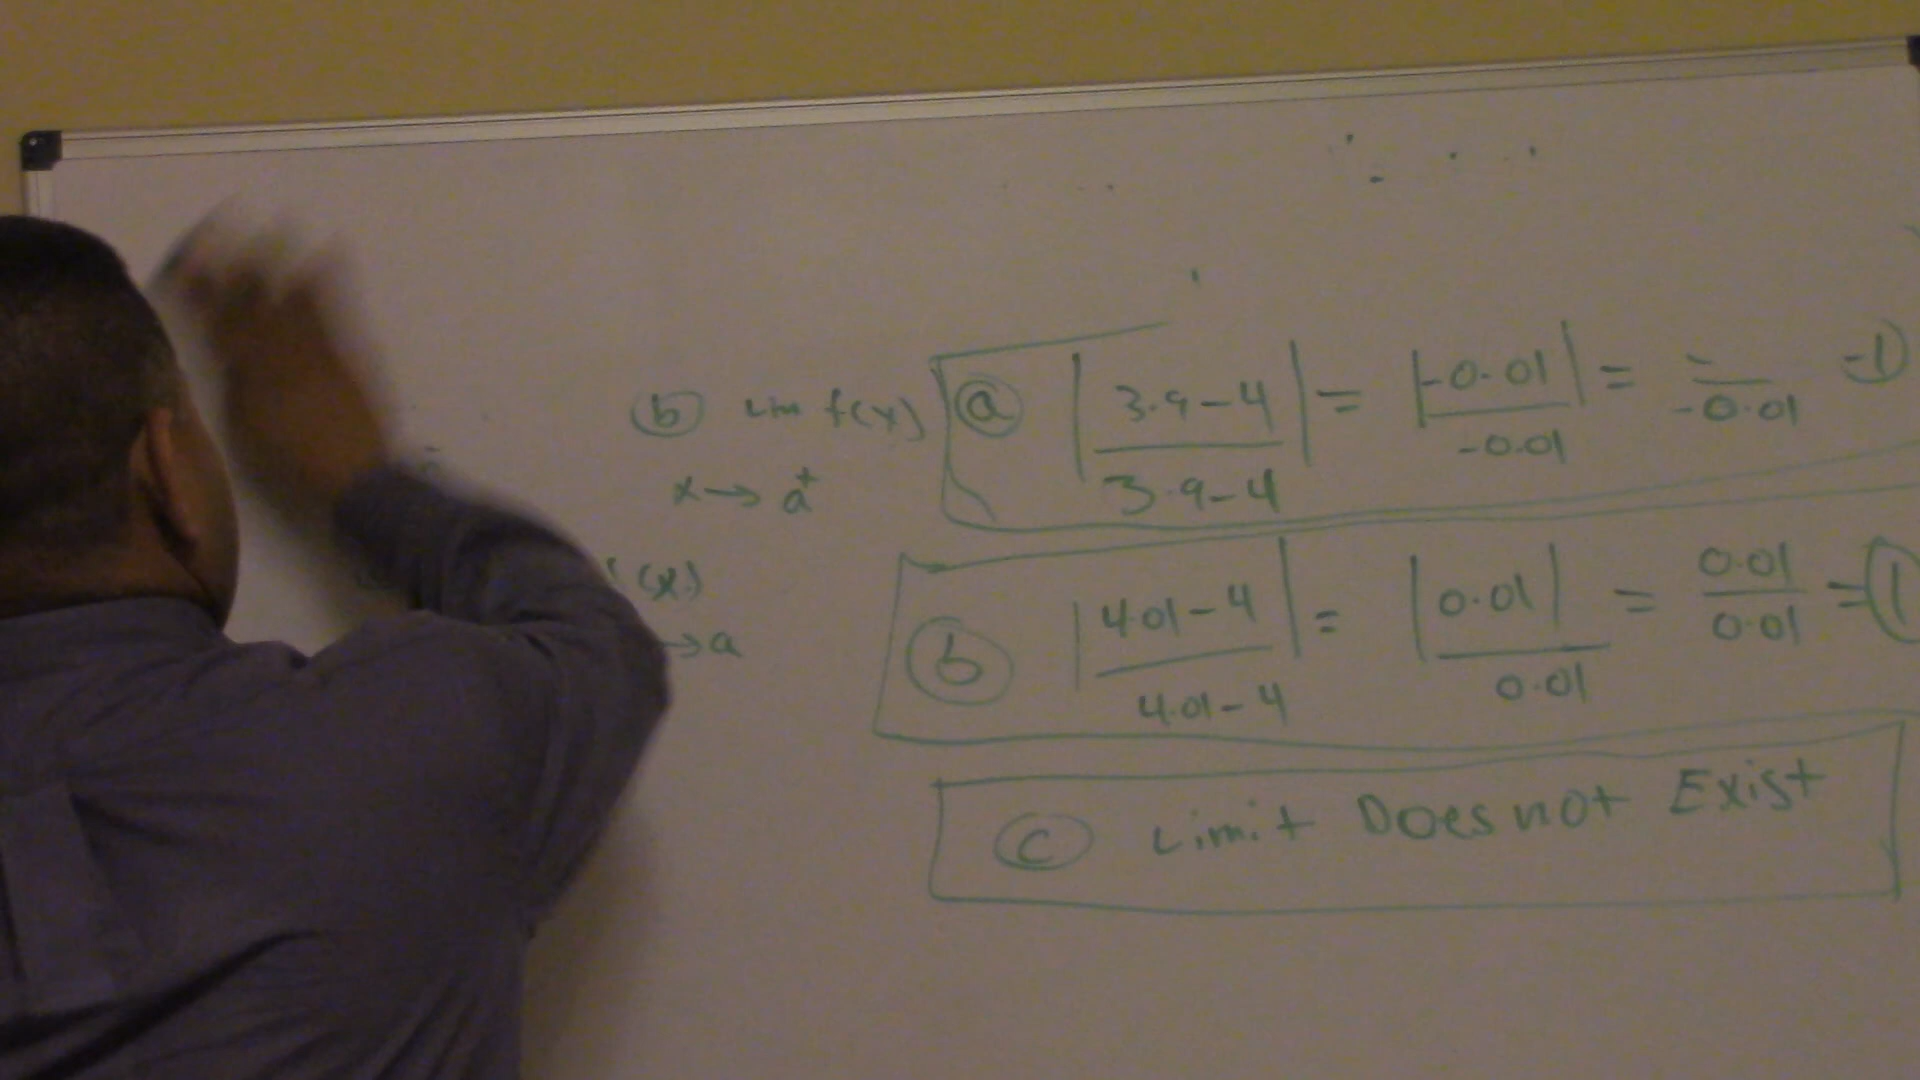 ⓑ Lim f(x)
x → a⁺
(x)
→ a
ⓐ | 3.9-4 / 3.9-4 | = |-0.01| / -0.01 = - / -0.01 -1
ⓑ | 4.01-4 / 4.01-4 | = |0.01| / 0.01 = 0.01 / 0.01 = 1
ⓒ Limit Does not Exist